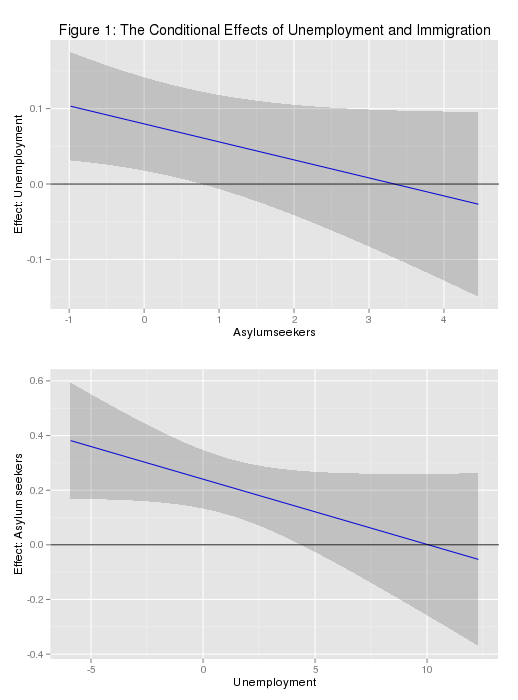 Figure 1: The Conditional Effects of Unemployment and Immigration
Effect: Unemployment
0.1
0.0
-0.1
-1 0 1 2 3 4
Asylumseekers
Effect: Asylum seekers
0.6
0.4
0.2
0.0
-0.2
-0.4
-5 0 5 10
Unemployment